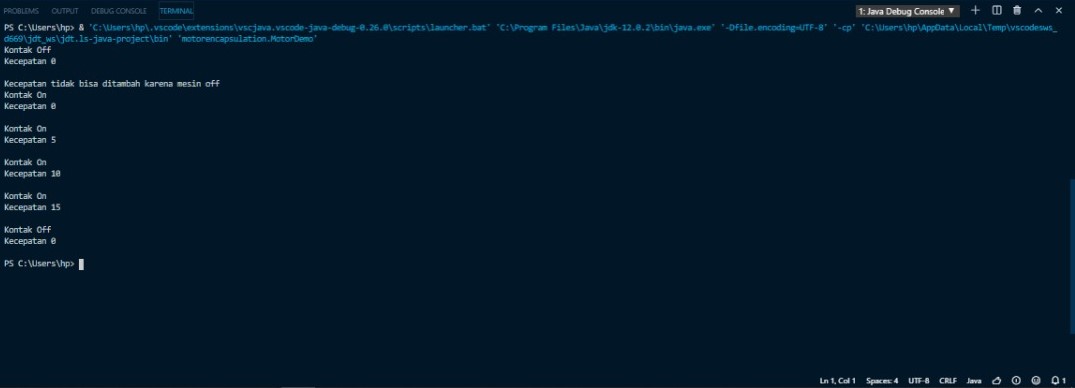 PROBLEMS OUTPUT DEBUG CONSOLE TERMINAL 1: Java Debug Console
PS C:\Users\hp> & 'C:\Users\hp\.vscode\extensions\vscjava.vscode-java-debug-0.26.0\scripts\launcher.bat' 'C:\Program Files\Java\jdk-12.0.2\bin\java.exe' '-Dfile.encoding=UTF-8' '-cp' 'C:\Users\hp\AppData\Local\Temp\vscodesws_
d669\jdt_ws\jdt.ls-java-project\bin' 'motorencapsulation.MotorDemo'
Kontak Off
Kecepatan 0
Kecepatan tidak bisa ditambah karena mesin off
Kontak On
Kecepatan 0
Kontak On
Kecepatan 5
Kontak On
Kecepatan 10
Kontak On
Kecepatan 15
Kontak Off
Kecepatan 0
PS C:\Users\hp>
Ln 1, Col 1 Spaces: 4 UTF-8 CRLF Java 1